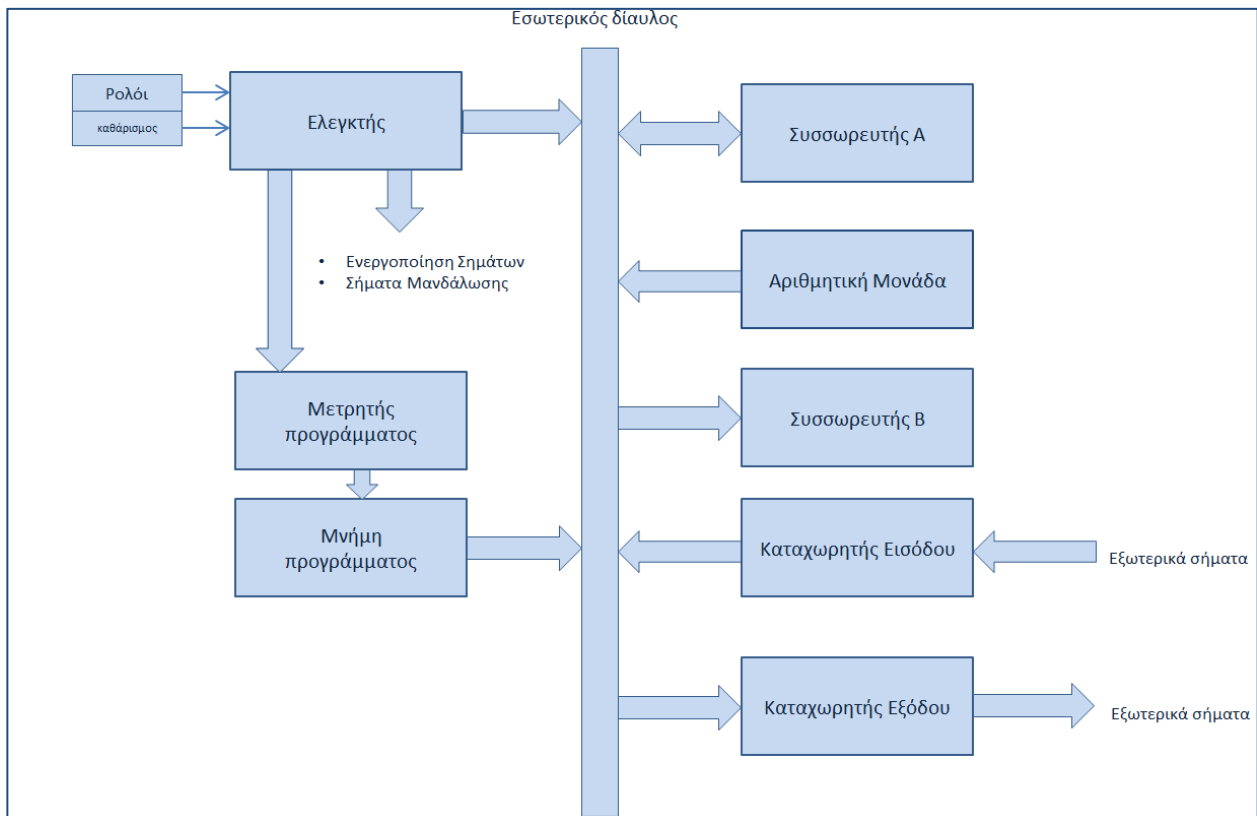 Εσωτερικός δίαυλος
Ρολόι
καθάρισμος
Ελεγκτής
Συσσωρευτής Α
• Ενεργοποίηση Σημάτων
• Σήματα Μανδάλωσης
Αριθμητική Μονάδα
Μετρητής
προγράμματος
Συσσωρευτής Β
Μνήμη
προγράμματος
Καταχωρητής Εισόδου
Εξωτερικά σήματα
Καταχωρητής Εξόδου
Εξωτερικά σήματα